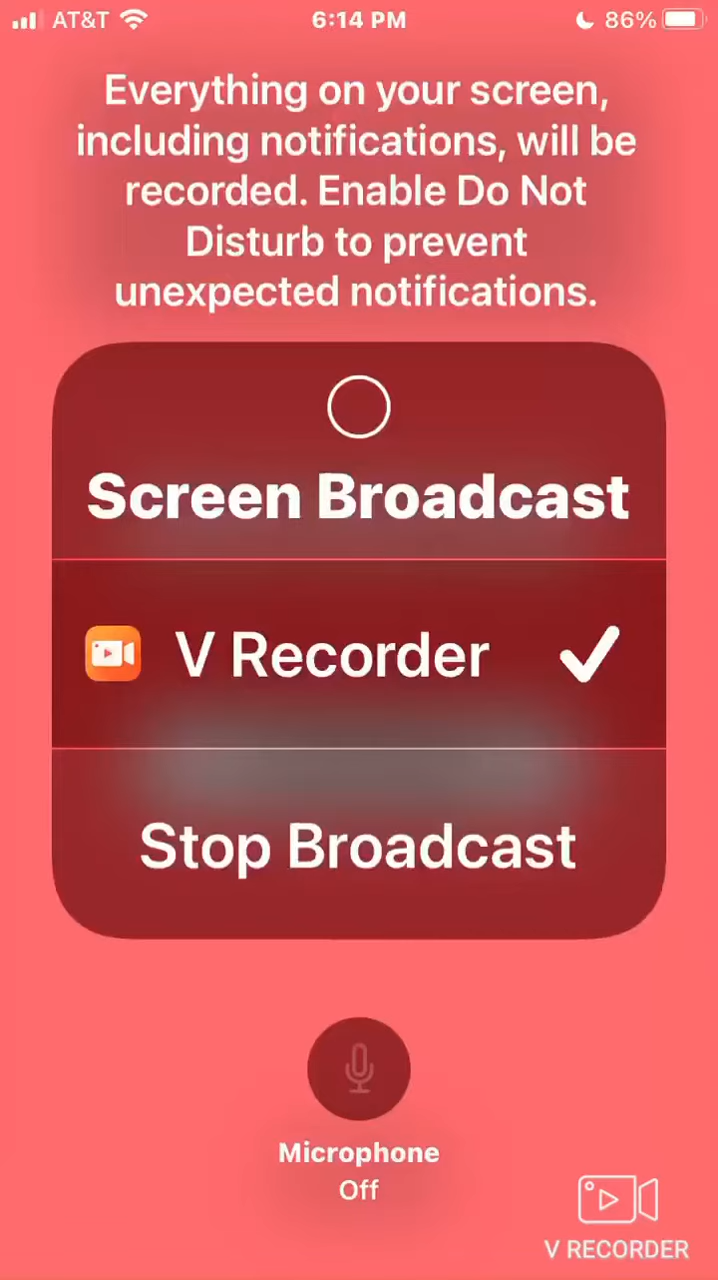 AT&T 6:14 PM 86%
Everything on your screen,
including notifications, will be
recorded. Enable Do Not
Disturb to prevent
unexpected notifications.
Screen Broadcast
V Recorder
Stop Broadcast
Microphone
Off
V RECORDER